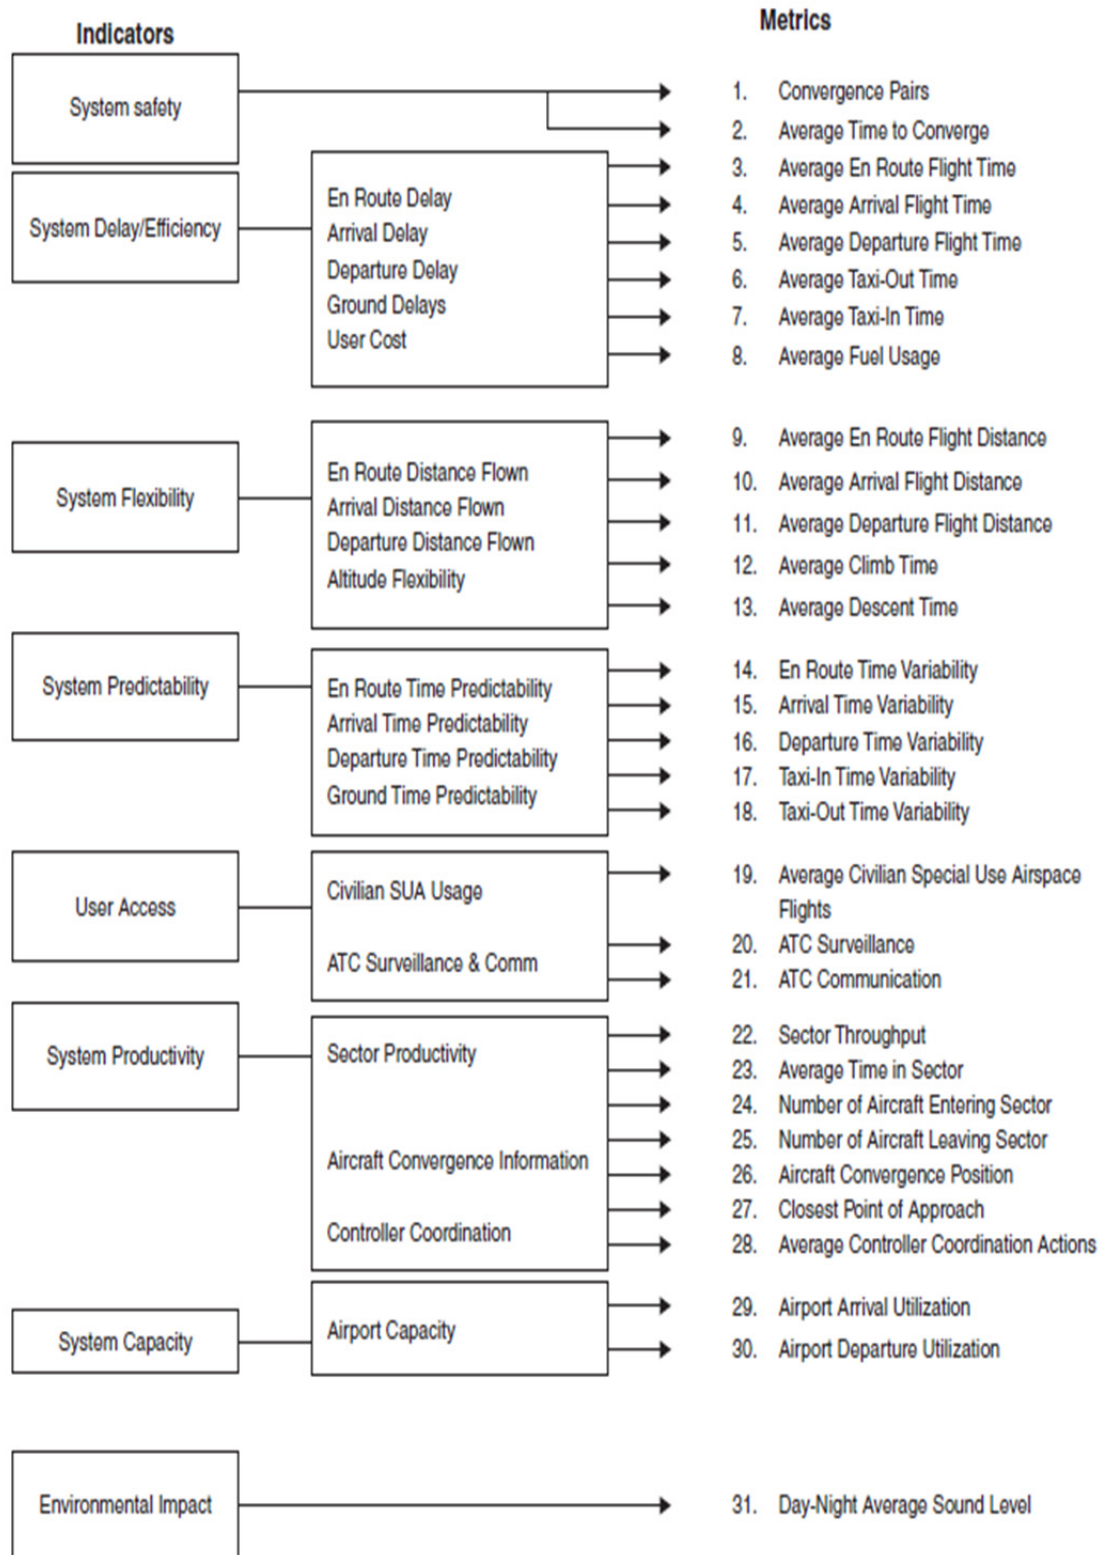 Indicators
Metrics
System safety
1. Convergence Pairs
2. Average Time to Converge
System Delay/Efficiency
En Route Delay
Arrival Delay
Departure Delay
Ground Delays
User Cost
3. Average En Route Flight Time
4. Average Arrival Flight Time
5. Average Departure Flight Time
6. Average Taxi-Out Time
7. Average Taxi-In Time
8. Average Fuel Usage
System Flexibility
En Route Distance Flown
Arrival Distance Flown
Departure Distance Flown
Altitude Flexibility
9. Average En Route Flight Distance
10. Average Arrival Flight Distance
11. Average Departure Flight Distance
12. Average Climb Time
13. Average Descent Time
System Predictability
En Route Time Predictability
Arrival Time Predictability
Departure Time Predictability
Ground Time Predictability
14. En Route Time Variability
15. Arrival Time Variability
16. Departure Time Variability
17. Taxi-In Time Variability
18. Taxi-Out Time Variability
User Access
Civilian SUA Usage
ATC Surveillance & Comm
19. Average Civilian Special Use Airspace
Flights
20. ATC Surveillance
21. ATC Communication
System Productivity
Sector Productivity
Aircraft Convergence Information
Controller Coordination
22. Sector Throughput
23. Average Time in Sector
24. Number of Aircraft Entering Sector
25. Number of Aircraft Leaving Sector
26. Aircraft Convergence Position
27. Closest Point of Approach
28. Average Controller Coordination Actions
System Capacity
Airport Capacity
29. Airport Arrival Utilization
30. Airport Departure Utilization
Environmental Impact
31. Day-Night Average Sound Level